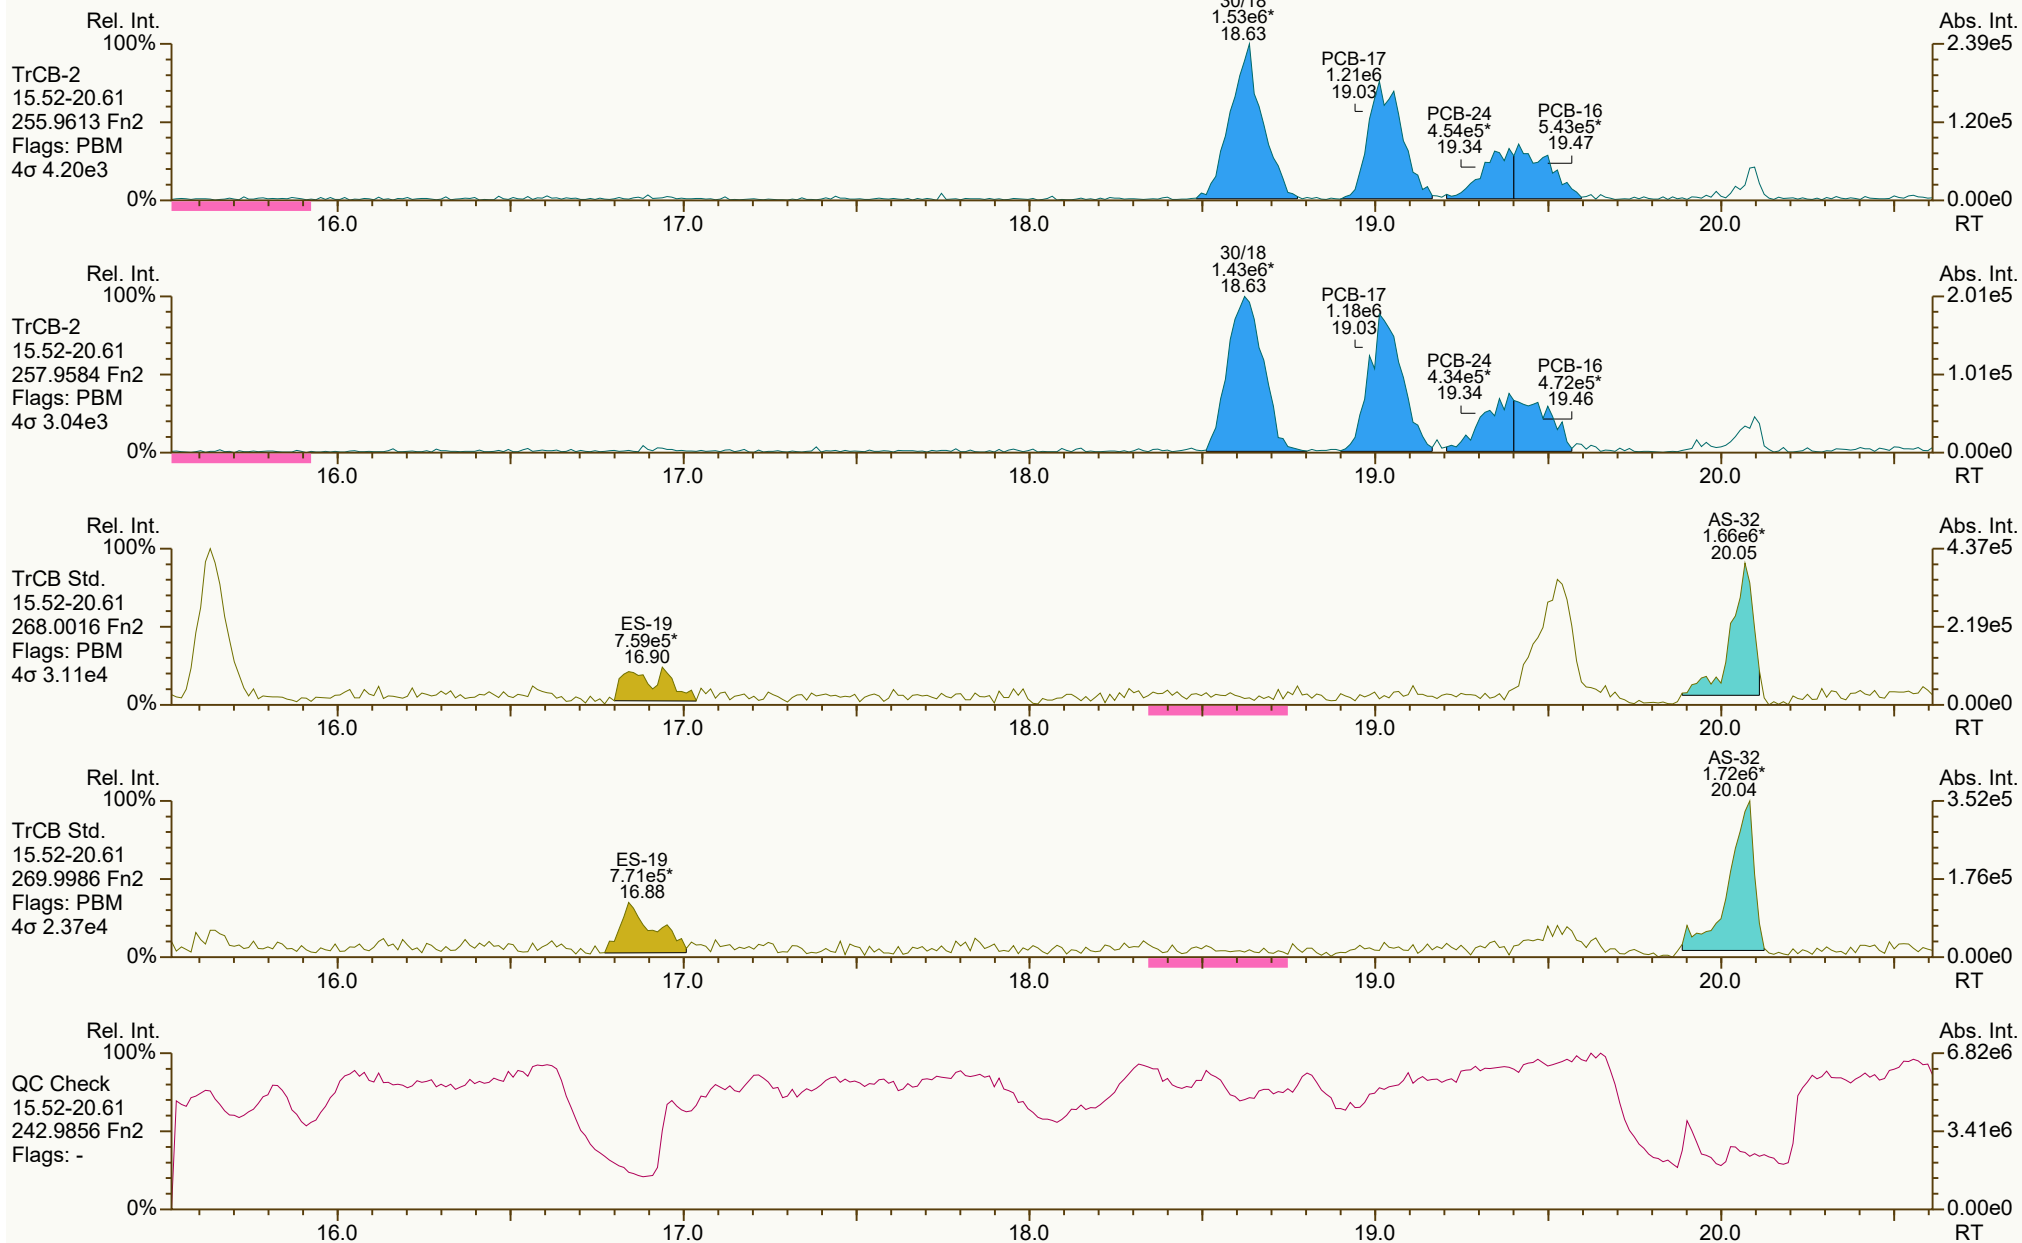 30/18
1.53e6*
18.63
Rel. Int.
Abs. Int.
100%
2.39e5
PCB-17
1.21e6
19.03
TrCB-2
15.52-20.61
255.9613 Fn2
Flags: PBM
4σ 4.20e3
PCB-24
4.54e5*
19.34
PCB-16
5.43e5*
19.47
1.20e5
0%
0.00e0
16.0 17.0 18.0 19.0 20.0 RT
30/18
1.43e6*
18.63
Rel. Int.
Abs. Int.
100%
2.01e5
PCB-17
1.18e6
19.03
TrCB-2
15.52-20.61
257.9584 Fn2
Flags: PBM
4σ 3.04e3
PCB-24
4.34e5*
19.34
PCB-16
4.72e5*
19.46
1.01e5
0%
0.00e0
16.0 17.0 18.0 19.0 20.0 RT
Rel. Int.
AS-32
1.66e6*
20.05
Abs. Int.
100%
4.37e5
TrCB Std.
15.52-20.61
268.0016 Fn2
Flags: PBM
4σ 3.11e4
ES-19
7.59e5*
16.90
2.19e5
0%
0.00e0
16.0 17.0 18.0 19.0 20.0 RT
Rel. Int.
AS-32
1.72e6*
20.04
Abs. Int.
100%
3.52e5
TrCB Std.
15.52-20.61
269.9986 Fn2
Flags: PBM
4σ 2.37e4
ES-19
7.71e5*
16.88
1.76e5
0%
0.00e0
16.0 17.0 18.0 19.0 20.0 RT
Rel. Int.
Abs. Int.
100%
6.82e6
QC Check
15.52-20.61
242.9856 Fn2
Flags: -
3.41e6
0%
0.00e0
16.0 17.0 18.0 19.0 20.0 RT